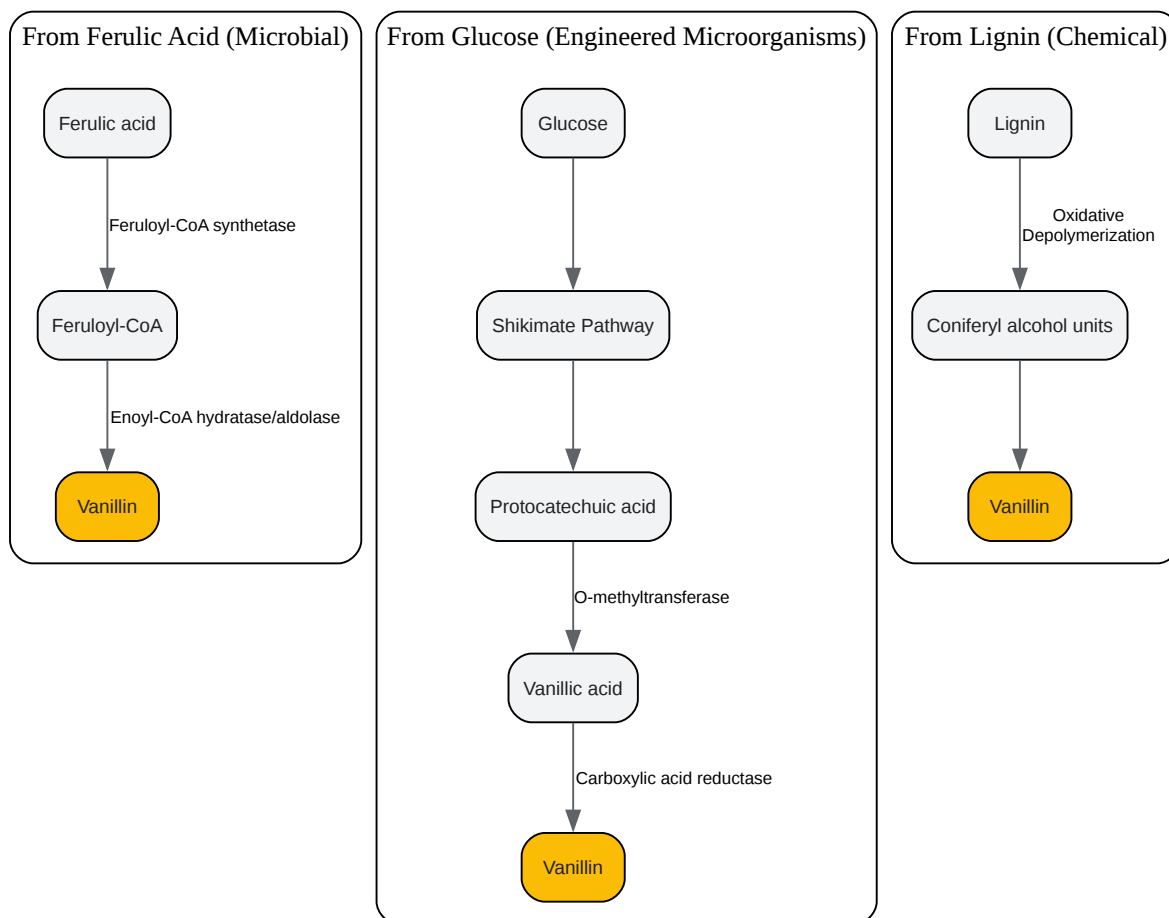 From Ferulic Acid (Microbial)
Ferulic acid
Feruloyl-CoA synthetase
Feruloyl-CoA
Enoyl-CoA hydratase/aldolase
Vanillin
From Glucose (Engineered Microorganisms)
Glucose
Shikimate Pathway
Protocatechuic acid
O-methyltransferase
Vanillic acid
Carboxylic acid reductase
Vanillin
From Lignin (Chemical)
Lignin
Oxidative
Depolymerization
Coniferyl alcohol units
Vanillin